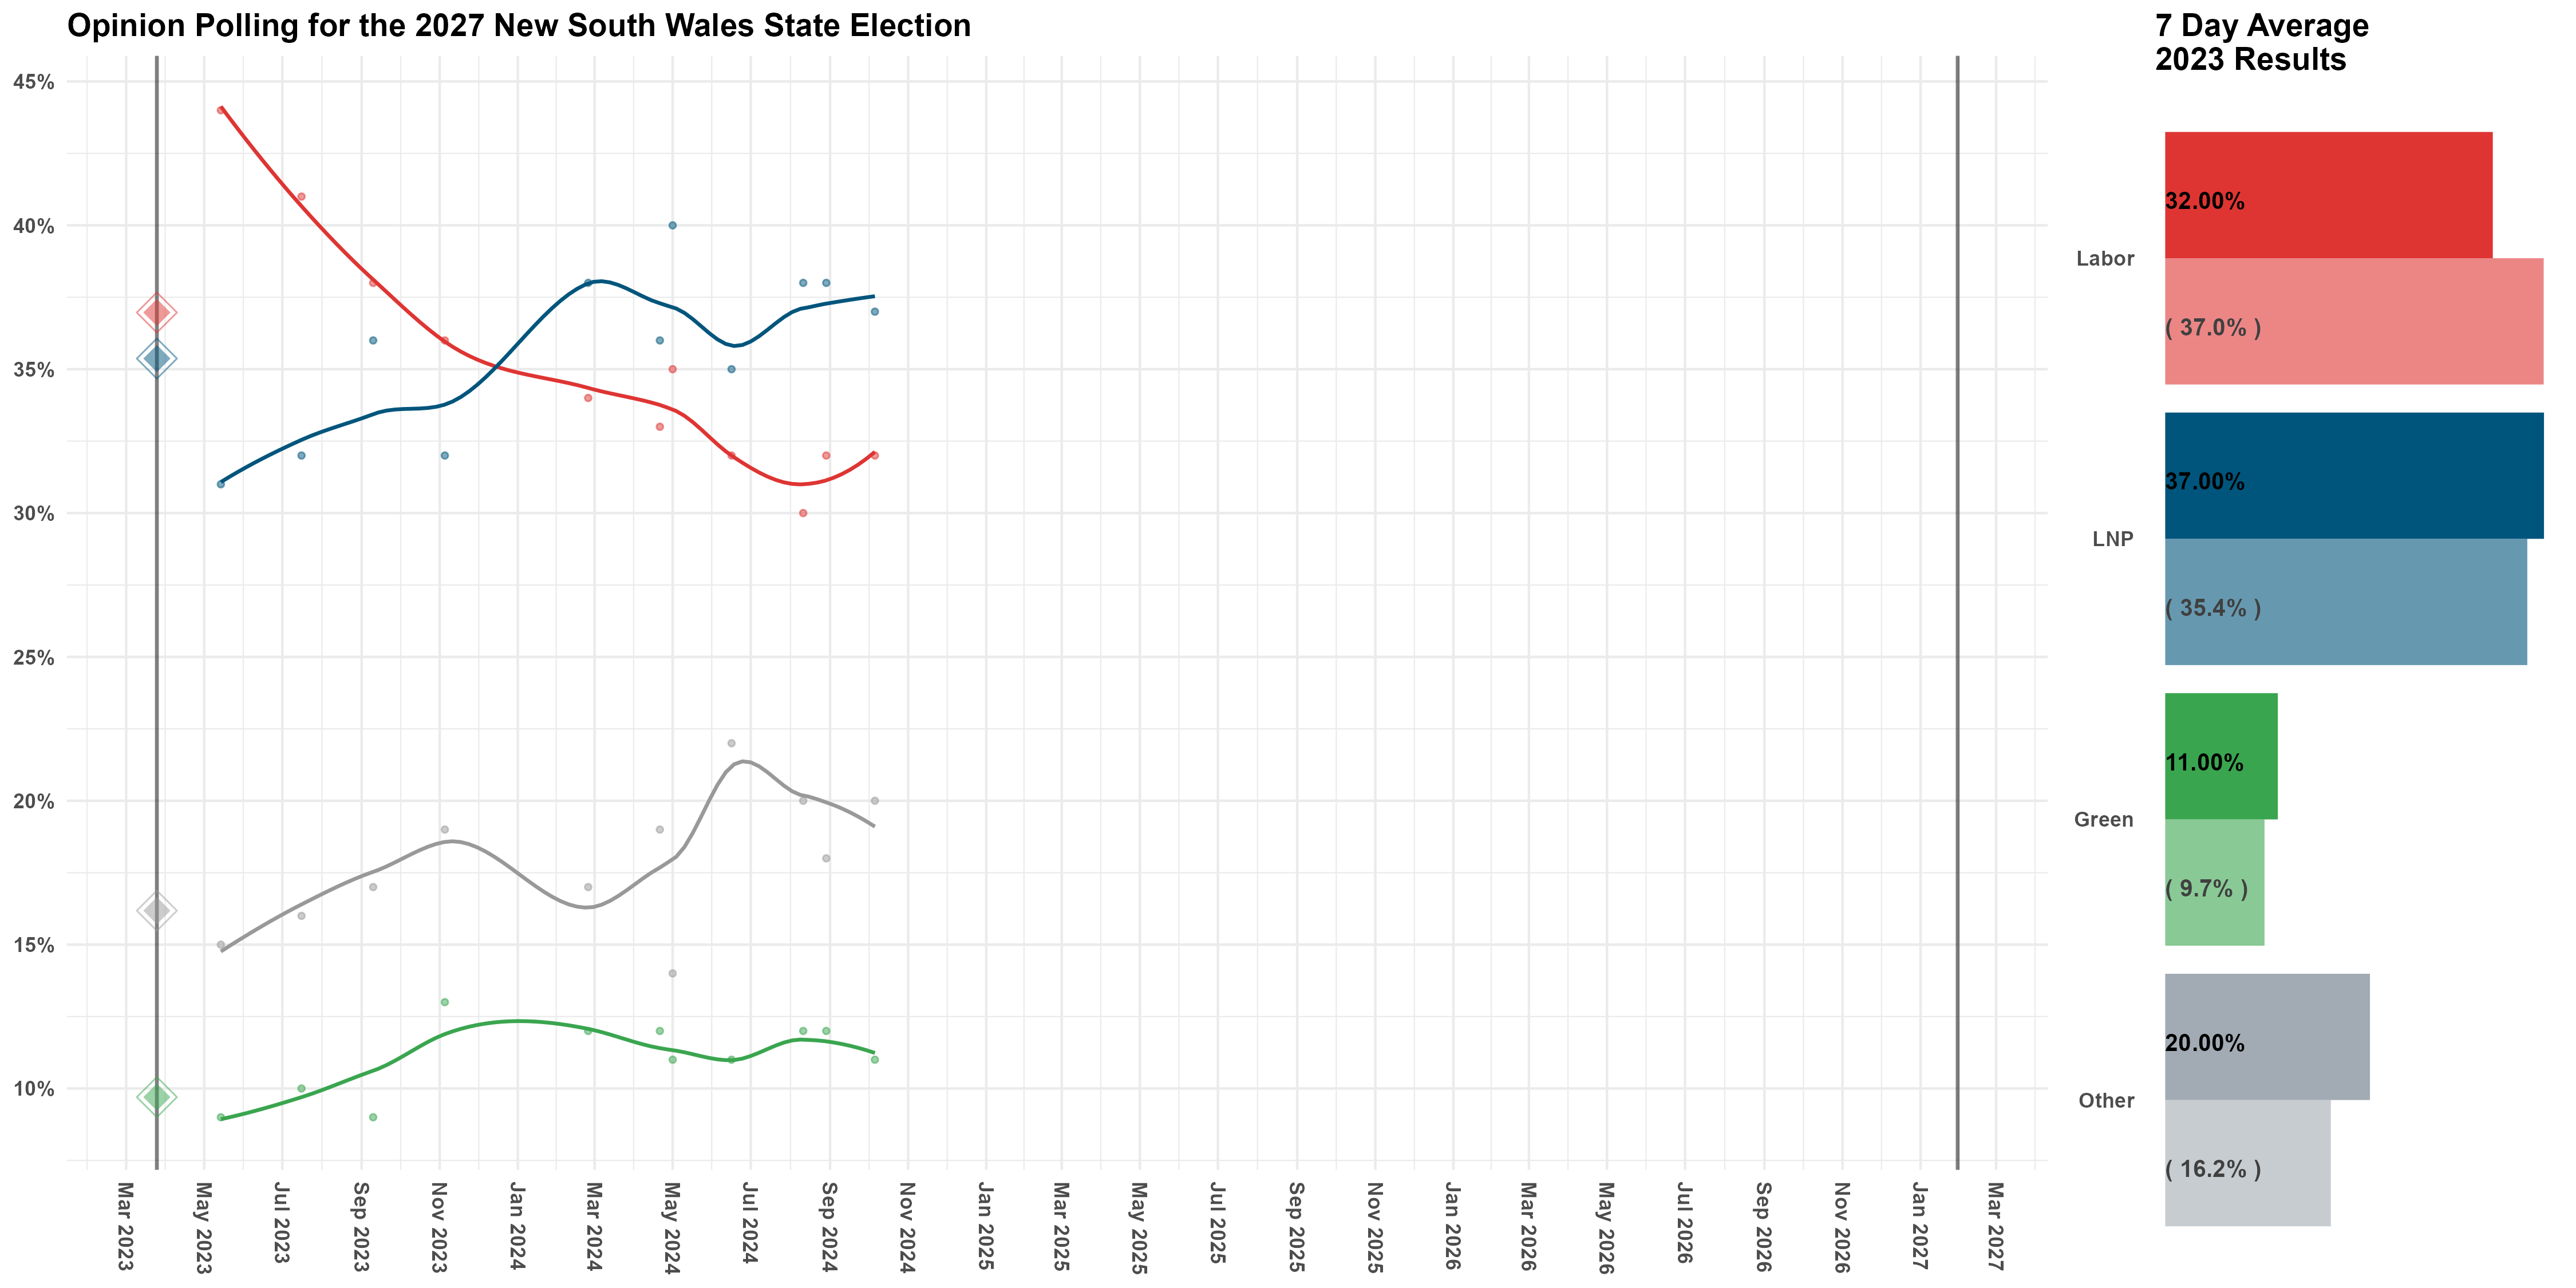 Opinion Polling for the 2027 New South Wales State Election
45%
40%
35%
30%
25%
20%
15%
10%
Mar 2023
May 2023
Jul 2023
Sep 2023
Nov 2023
Jan 2024
Mar 2024
May 2024
Jul 2024
Sep 2024
Nov 2024
Jan 2025
Mar 2025
May 2025
Jul 2025
Sep 2025
Nov 2025
Jan 2026
Mar 2026
May 2026
Jul 2026
Sep 2026
Nov 2026
Jan 2027
Mar 2027
7 Day Average
2023 Results
Labor
32.00%
( 37.0% )
LNP
37.00%
( 35.4% )
Green
11.00%
( 9.7% )
Other
20.00%
( 16.2% )